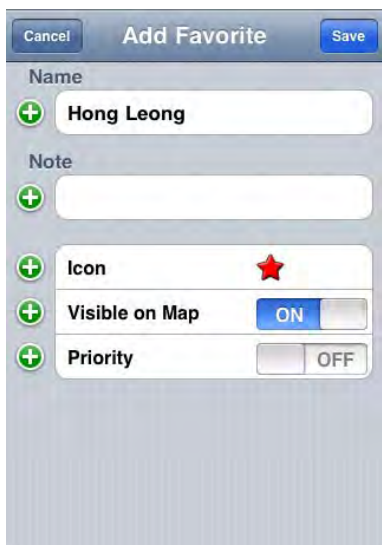 Cancel Add Favorite Save
Name
Hong Leong
Note
Icon
Visible on Map ON
Priority OFF